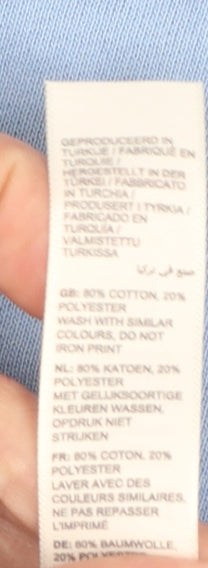 GEPRODUCEERD IN
TURKIJE / FABRIQUÉ EN
TURQUIE /
HERGESTELLT IN DER
TÜRKEI / FABBRICATO
IN TURCHIA /
PRODUSERT I TYRKIA /
FABRICADO EN
TURQUÍA /
VALMISTETTU
TURKISSA
صنع في تركيا
GB: 80% COTTON, 20%
POLYESTER
WASH WITH SIMILAR
COLOURS, DO NOT
IRON PRINT
NL: 80% KATOEN, 20%
POLYESTER
MET GELIJKSOORTIGE
KLEUREN WASSEN,
OPDRUK NIET
STRIJKEN
FR: 80% COTON, 20%
POLYESTER
LAVER AVEC DES
COULEURS SIMILAIRES,
NE PAS REPASSER
L'IMPRIMÉ
DE: 80% BAUMWOLLE,
20% POLYESTER